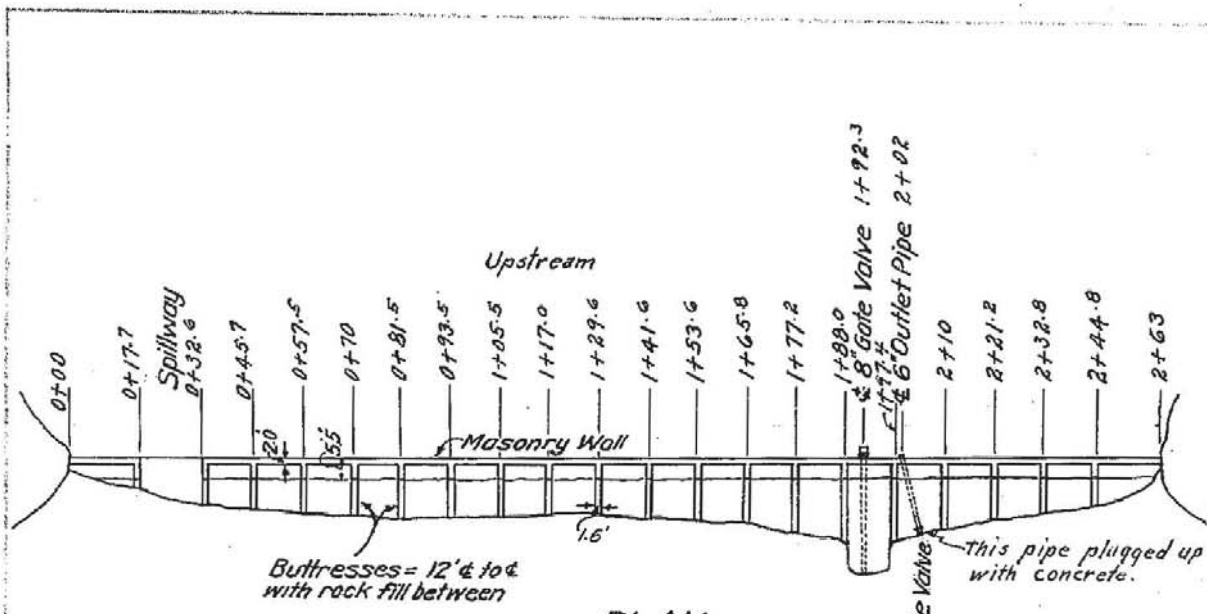 Upstream
0+00
0+17.7
Spillway
0+32.6
0+45.7
0+57.5
0+70
0+81.5
0+93.5
1+05.5
1+17.0
1+29.6
1+41.6
1+53.6
1+65.8
1+77.2
1+88.0
℄ 8" Gate Valve 1+92.3
1+97.4
℄ 6" Outlet Pipe 2+02
2+10
2+21.2
2+32.8
2+44.8
2+63
2.0'
5.5'
Masonry Wall
1.6'
Buttresses = 12' ℄ to ℄
with rock fill between
This pipe plugged up
with concrete.
e Valve